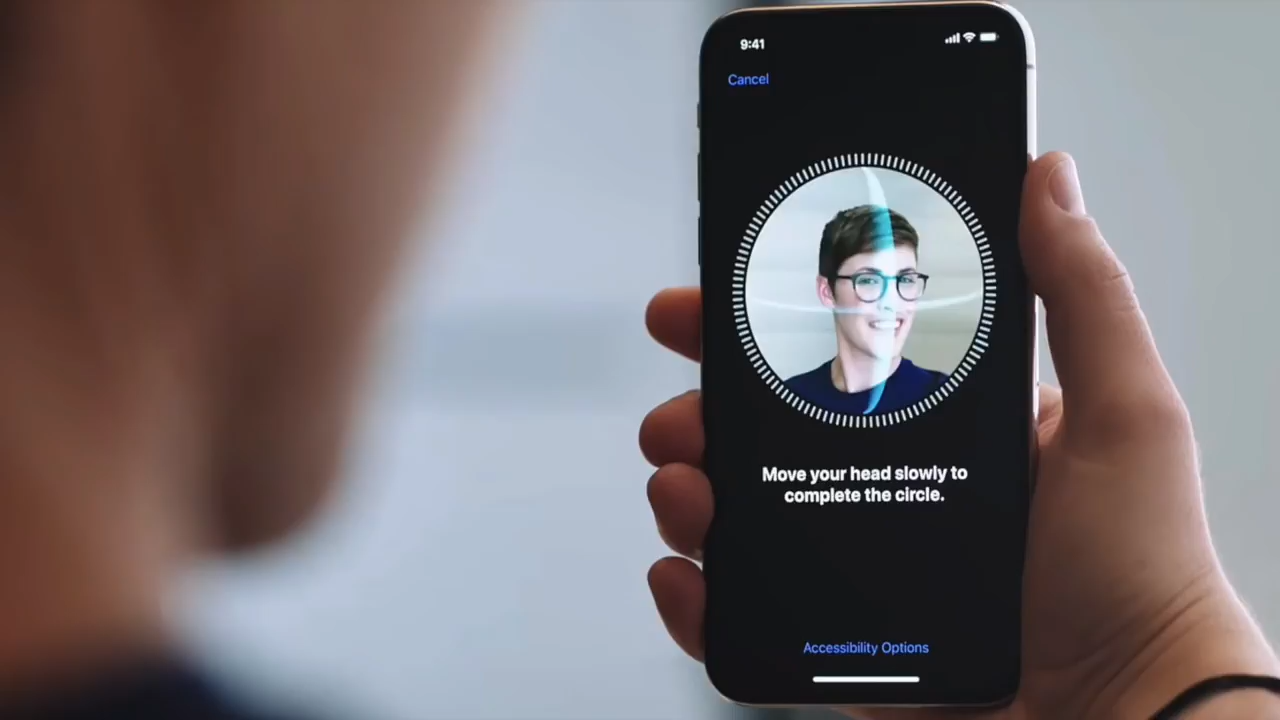 9:41
Cancel
Move your head slowly to
complete the circle.
Accessibility Options